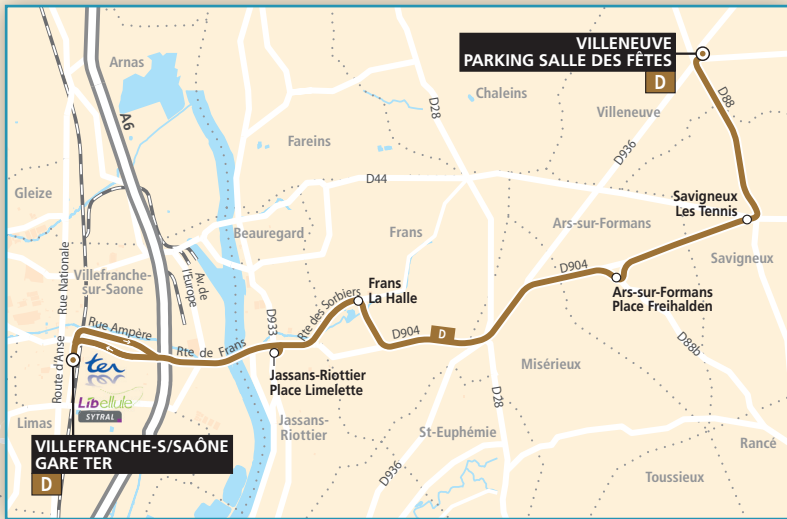 VILLENEUVE
PARKING SALLE DES FÊTES
D
Arnas
A6
D28
Chaleins
Villeneuve
D88
D936
Fareins
Gleize
D44
Savigneux
Les Tennis
Beauregard
Frans
Ars-sur-Formans
Savigneux
Rue Nationale
Villefranche-
sur-Saone
Av. de
l'Europe
Frans
La Halle
D904
Ars-sur-Formans
Place Freihalden
Rue Ampère
D933
Rte des Sorbiers
D904
D
D88b
Route d'Anse
Rte de Frans
ter
Jassans-Riottier
Place Limelette
Misérieux
Libellule
SYTRAL
D28
Limas
Jassans-
Riottier
St-Euphémie
Rancé
VILLEFRANCHE-S/SAÔNE
GARE TER
D
D936
Toussieux